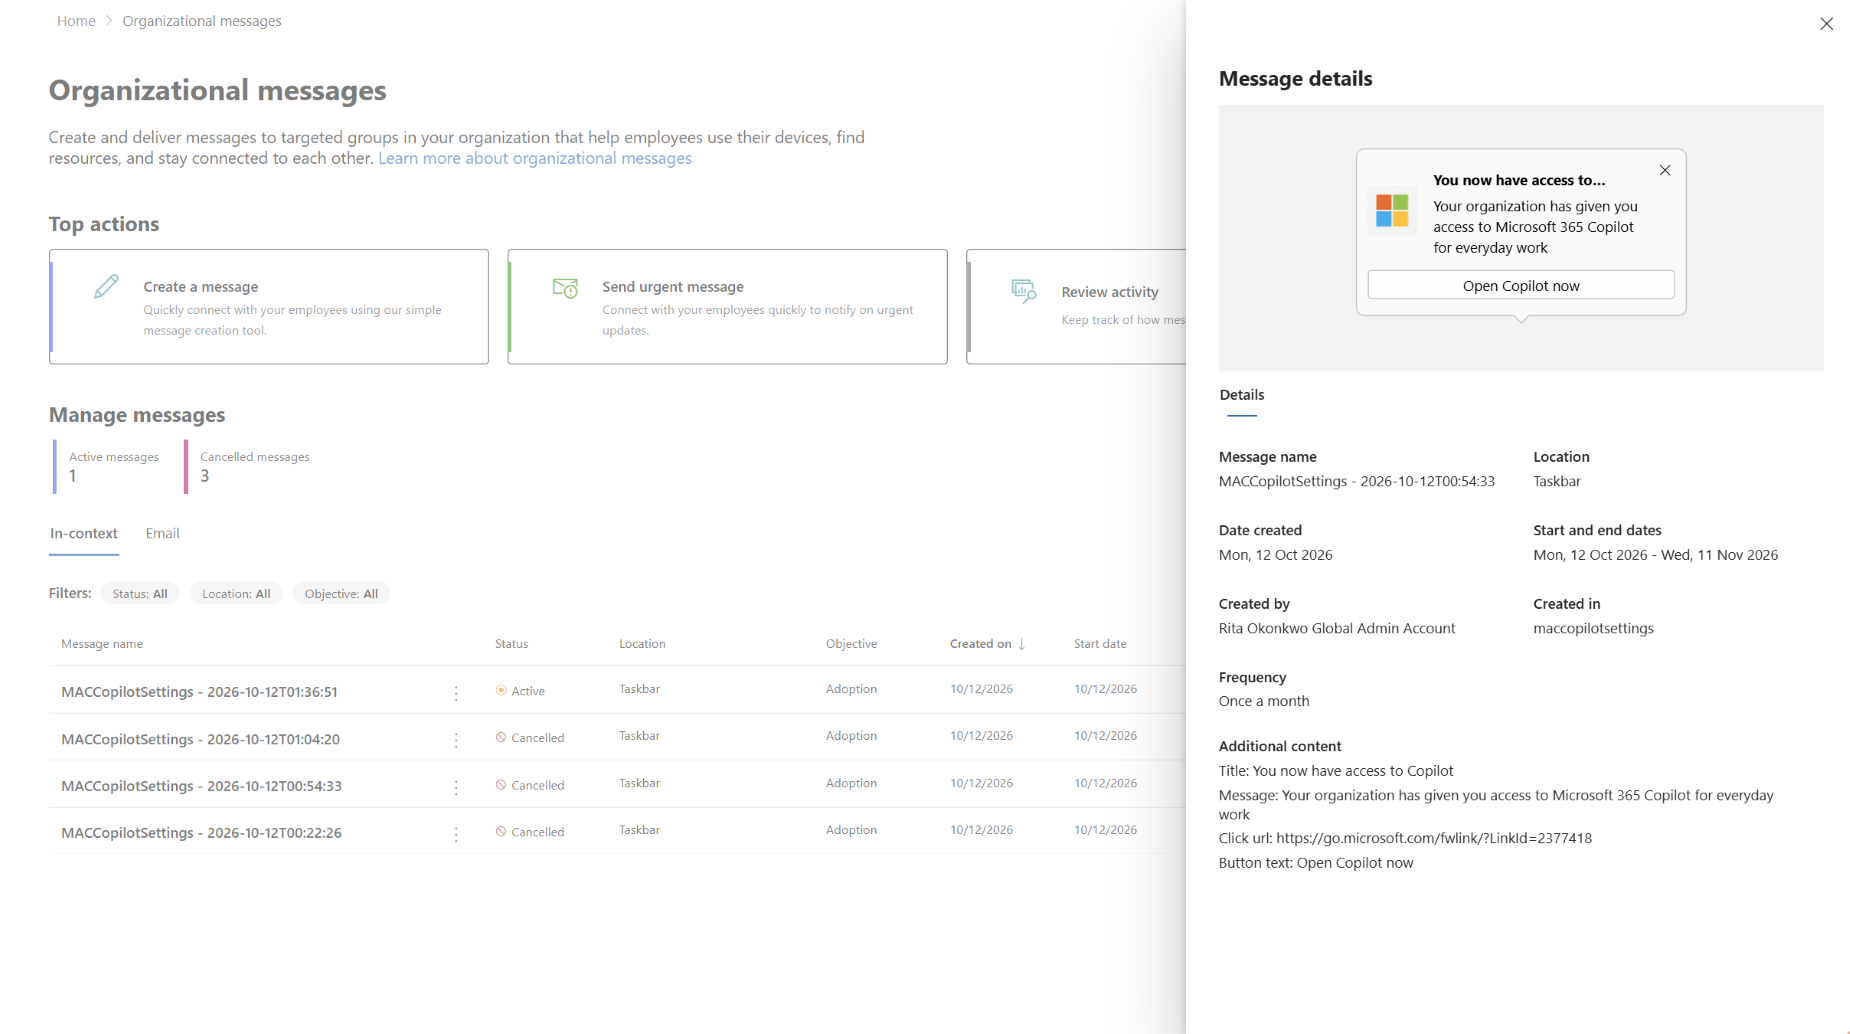 Home > Organizational messages
Organizational messages
Create and deliver messages to targeted groups in your organization that help employees use their devices, find
resources, and stay connected to each other. Learn more about organizational messages
Top actions
Create a message
Quickly connect with your employees using our simple
message creation tool.
Send urgent message
Connect with your employees quickly to notify on urgent
updates.
Review activity
Keep track of how mes
Manage messages
Active messages
1
Cancelled messages
3
In-context Email
Filters: Status: All Location: All Objective: All
Message name Status Location Objective Created on ↓ Start date
MACCopilotSettings - 2026-10-12T01:36:51 Active Taskbar Adoption 10/12/2026 10/12/2026
MACCopilotSettings - 2026-10-12T01:04:20 Cancelled Taskbar Adoption 10/12/2026 10/12/2026
MACCopilotSettings - 2026-10-12T00:54:33 Cancelled Taskbar Adoption 10/12/2026 10/12/2026
MACCopilotSettings - 2026-10-12T00:22:26 Cancelled Taskbar Adoption 10/12/2026 10/12/2026
Message details
You now have access to...
Your organization has given you
access to Microsoft 365 Copilot
for everyday work
Open Copilot now
Details
Message name
MACCopilotSettings - 2026-10-12T00:54:33
Location
Taskbar
Date created
Mon, 12 Oct 2026
Start and end dates
Mon, 12 Oct 2026 - Wed, 11 Nov 2026
Created by
Rita Okonkwo Global Admin Account
Created in
maccopilotsettings
Frequency
Once a month
Additional content
Title: You now have access to Copilot
Message: Your organization has given you access to Microsoft 365 Copilot for everyday
work
Click url: https://go.microsoft.com/fwlink/?LinkId=2377418
Button text: Open Copilot now